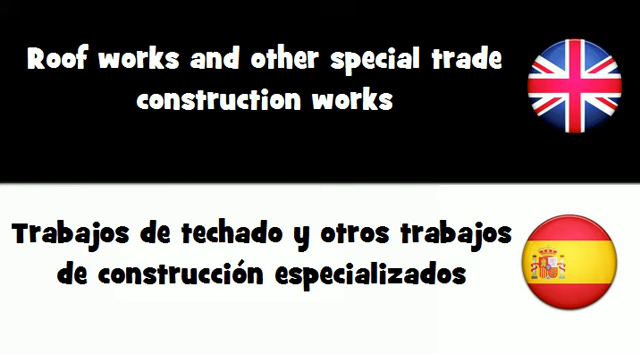 Roof works and other special trade
construction works
Trabajos de techado y otros trabajos
de construcción especializados